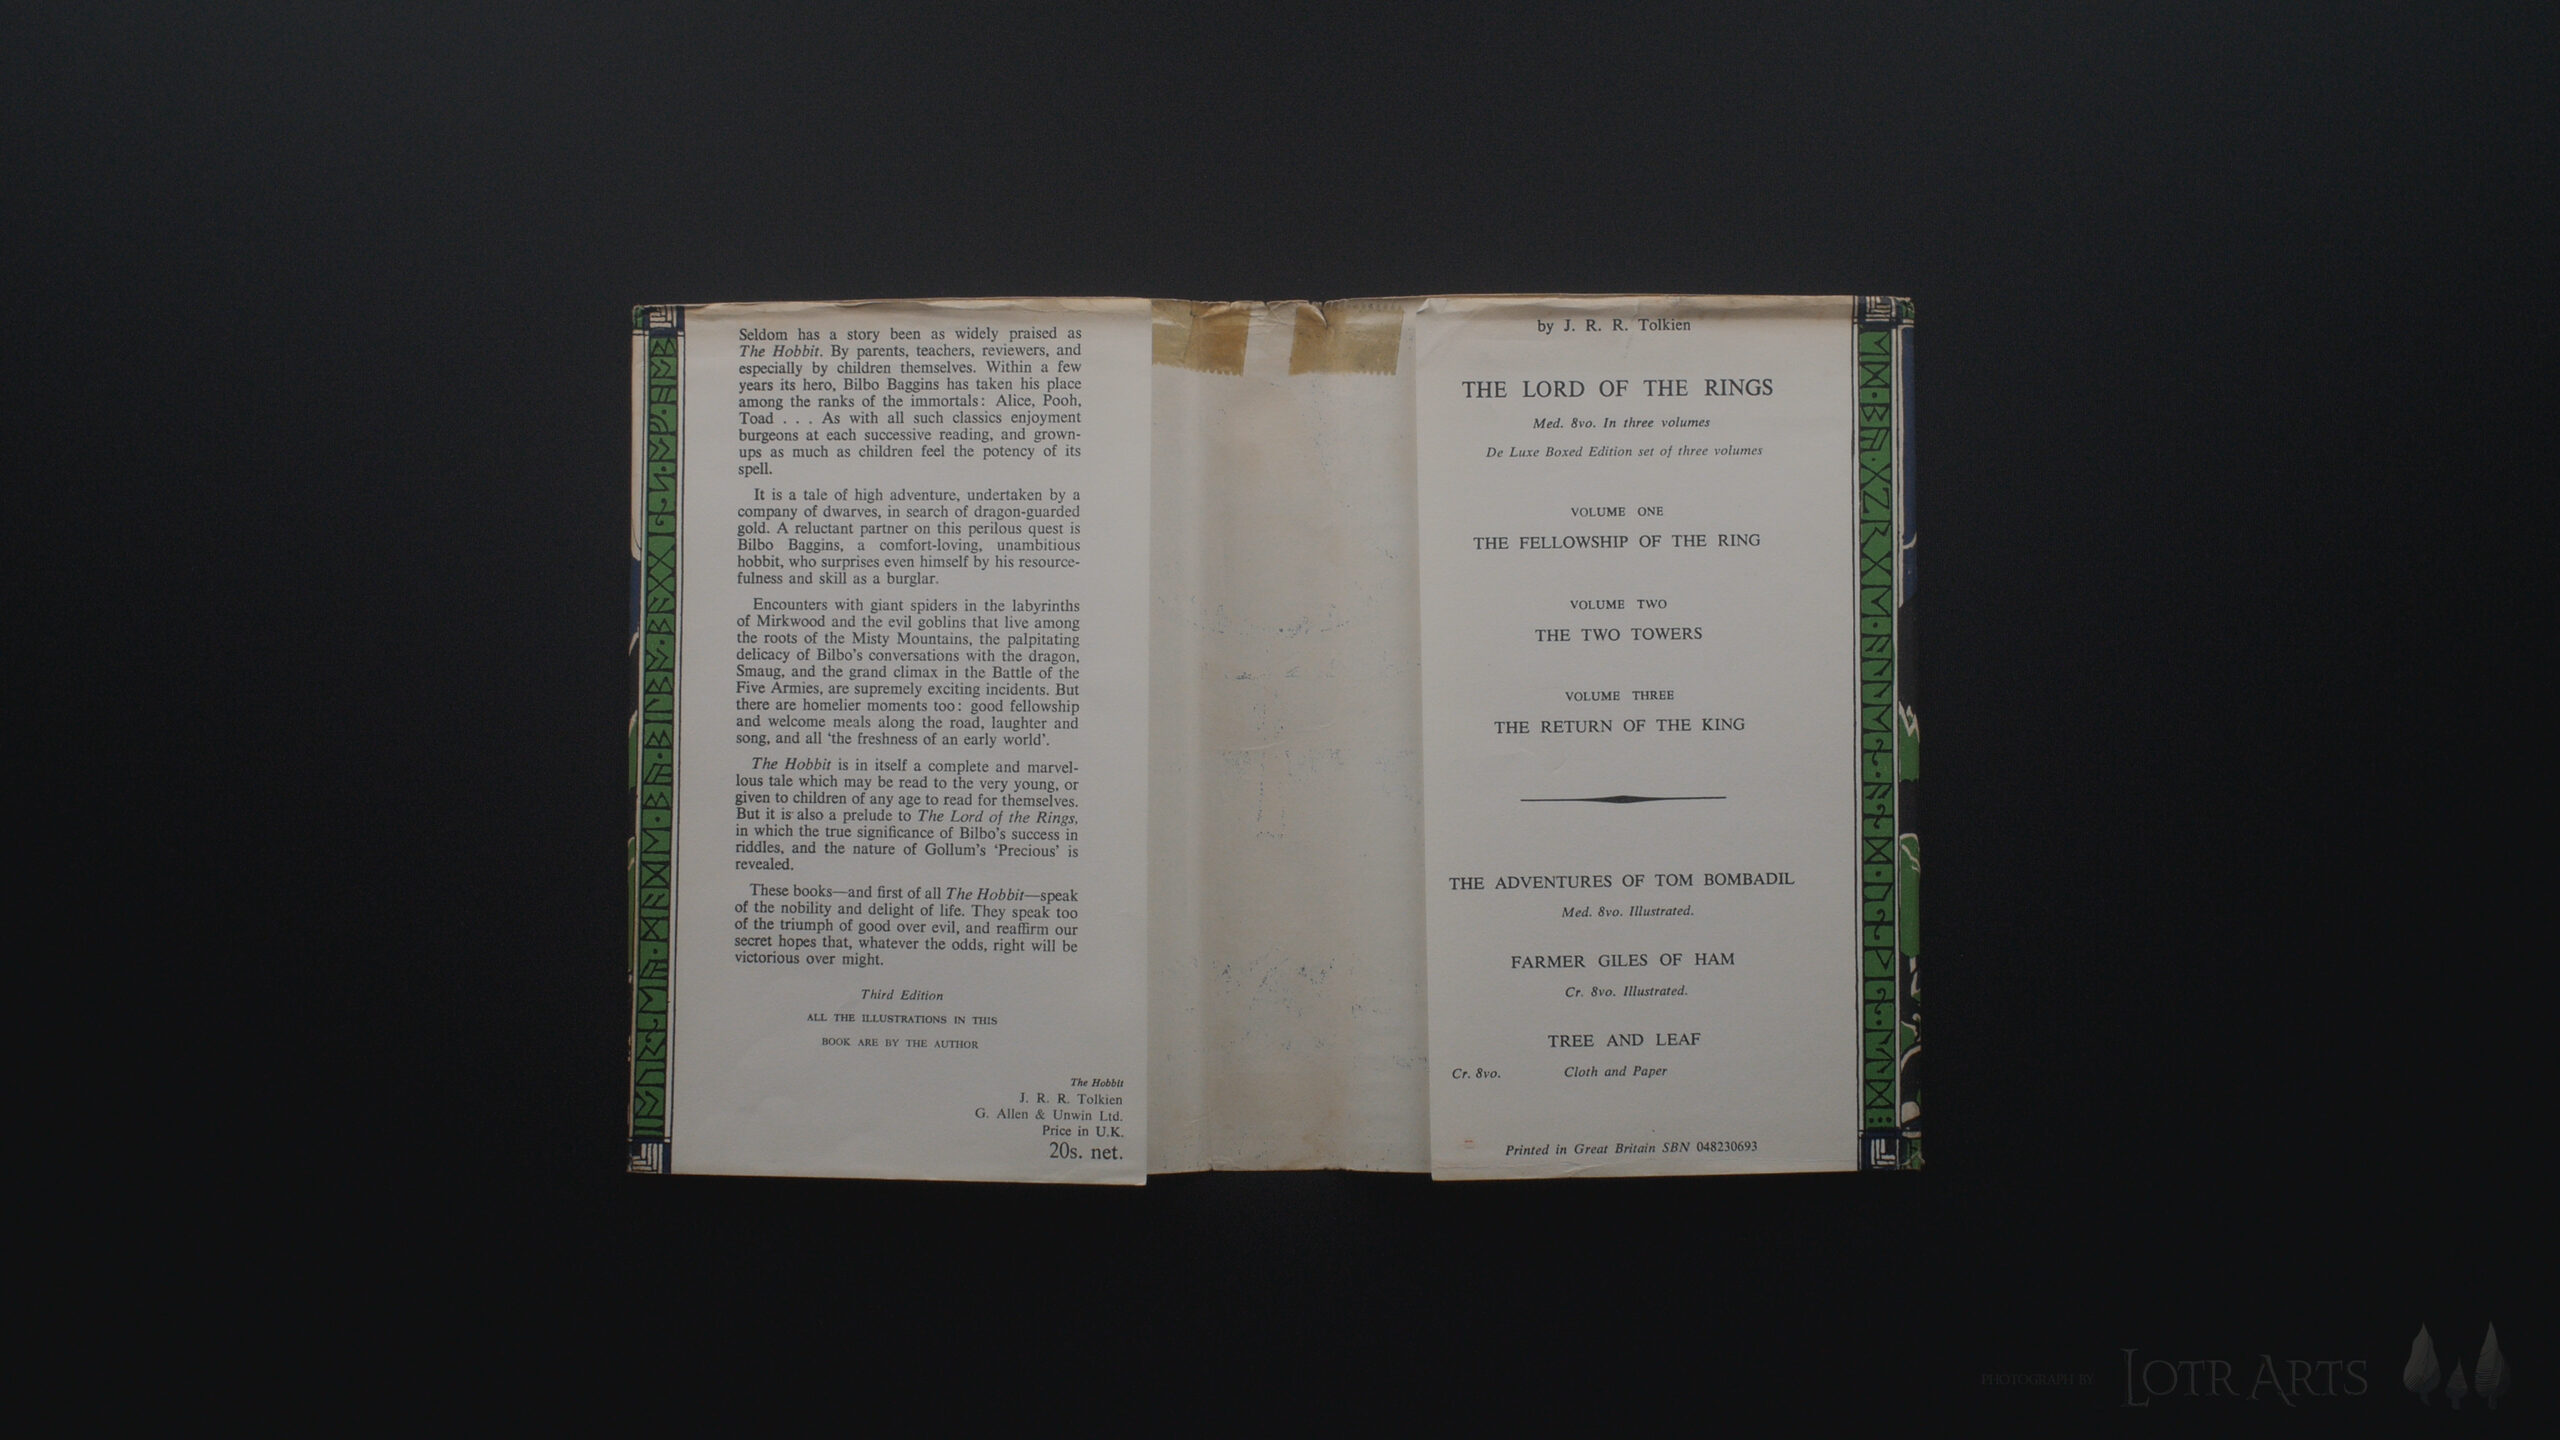 Seldom has a story been as widely praised as
The Hobbit. By parents, teachers, reviewers, and
especially by children themselves. Within a few
years its hero, Bilbo Baggins has taken his place
among the ranks of the immortals: Alice, Pooh,
Toad . . . As with all such classics enjoyment
burgeons at each successive reading, and grown-
ups as much as children feel the potency of its
spell.
It is a tale of high adventure, undertaken by a
company of dwarves, in search of dragon-guarded
gold. A reluctant partner on this perilous quest is
Bilbo Baggins, a comfort-loving, unambitious
hobbit, who surprises even himself by his resource-
fulness and skill as a burglar.
Encounters with giant spiders in the labyrinths
of Mirkwood and the evil goblins that live among
the roots of the Misty Mountains, the palpitating
delicacy of Bilbo's conversations with the dragon,
Smaug, and the grand climax in the Battle of the
Five Armies, are supremely exciting incidents. But
there are homelier moments too: good fellowship
and welcome meals along the road, laughter and
song, and all 'the freshness of an early world'.
The Hobbit is in itself a complete and marvel-
lous tale which may be read to the very young, or
given to children of any age to read for themselves.
But it is also a prelude to The Lord of the Rings,
in which the true significance of Bilbo's success in
riddles, and the nature of Gollum's 'Precious' is
revealed.
These books—and first of all The Hobbit—speak
of the nobility and delight of life. They speak too
of the triumph of good over evil, and reaffirm our
secret hopes that, whatever the odds, right will be
victorious over might.
Third Edition
ALL THE ILLUSTRATIONS IN THIS
BOOK ARE BY THE AUTHOR
The Hobbit
J. R. R. Tolkien
G. Allen & Unwin Ltd.
Price in U.K.
20s. net.
by J. R. R. Tolkien
THE LORD OF THE RINGS
Med. 8vo. In three volumes
De Luxe Boxed Edition set of three volumes
VOLUME ONE
THE FELLOWSHIP OF THE RING
VOLUME TWO
THE TWO TOWERS
VOLUME THREE
THE RETURN OF THE KING
THE ADVENTURES OF TOM BOMBADIL
Med. 8vo. Illustrated.
FARMER GILES OF HAM
Cr. 8vo. Illustrated.
TREE AND LEAF
Cr. 8vo. Cloth and Paper
Printed in Great Britain SBN 048230693
PHOTOGRAPH BY LOTR ARTS